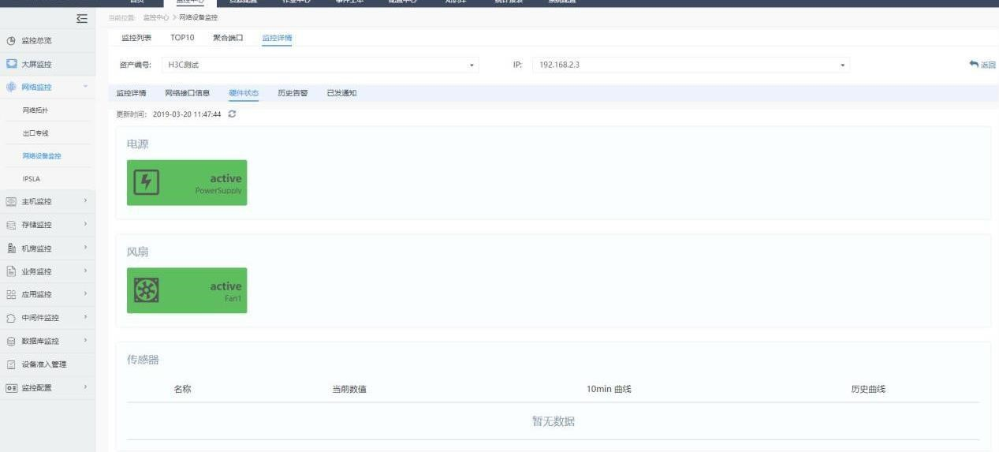 首页 监控中心 资源配置 作业中心 事件工单 配置中心 知识库 统计报表 系统配置
当前位置: 监控中心 > 网络设备监控
监控总览
大屏监控
网络监控
网络拓扑
出口专线
网络设备监控
IPSLA
主机监控
存储监控
机房监控
业务监控
应用监控
中间件监控
数据库监控
设备准入管理
监控配置
监控列表 TOP10 聚合端口 监控详情
资产编号: H3C测试 IP: 192.168.2.3 返回
监控详情 网络接口信息 硬件状态 历史告警 已发通知
更新时间: 2019-03-20 11:47:44
电源
active
PowerSupply
风扇
active
Fan1
传感器
名称 当前数值 10min 曲线 历史曲线
暂无数据